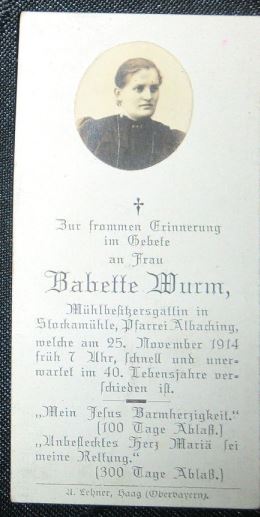 Zur frommen Erinnerung
im Gebete
an Frau
Babette Wurm,
Mühlbesitzersgattin in
Stockamühle, Pfarrei Albaching,
welche am 25. November 1914
früh 7 Uhr, schnell und uner-
wartet im 40. Lebensjahre ver-
schieden ist.
„Mein Jesus Barmherzigkeit."
(100 Tage Ablaß.)
„Unbeflecktes Herz Mariä sei
meine Rettung."
(300 Tage Ablaß.)
A. Lehner, Haag (Oberbayern).